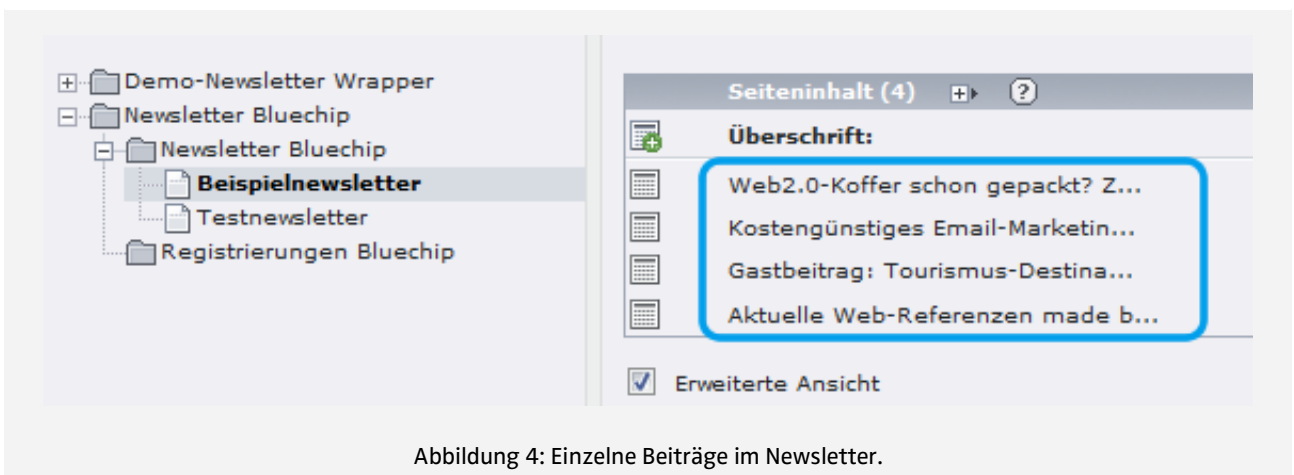 Demo-Newsletter Wrapper
Newsletter Bluechip
Newsletter Bluechip
Beispielnewsletter
Testnewsletter
Registrierungen Bluechip
Seiteninhalt (4)
Überschrift:
Web2.0-Koffer schon gepackt? Z...
Kostengünstiges Email-Marketin...
Gastbeitrag: Tourismus-Destina...
Aktuelle Web-Referenzen made b...
Erweiterte Ansicht
Abbildung 4: Einzelne Beiträge im Newsletter.